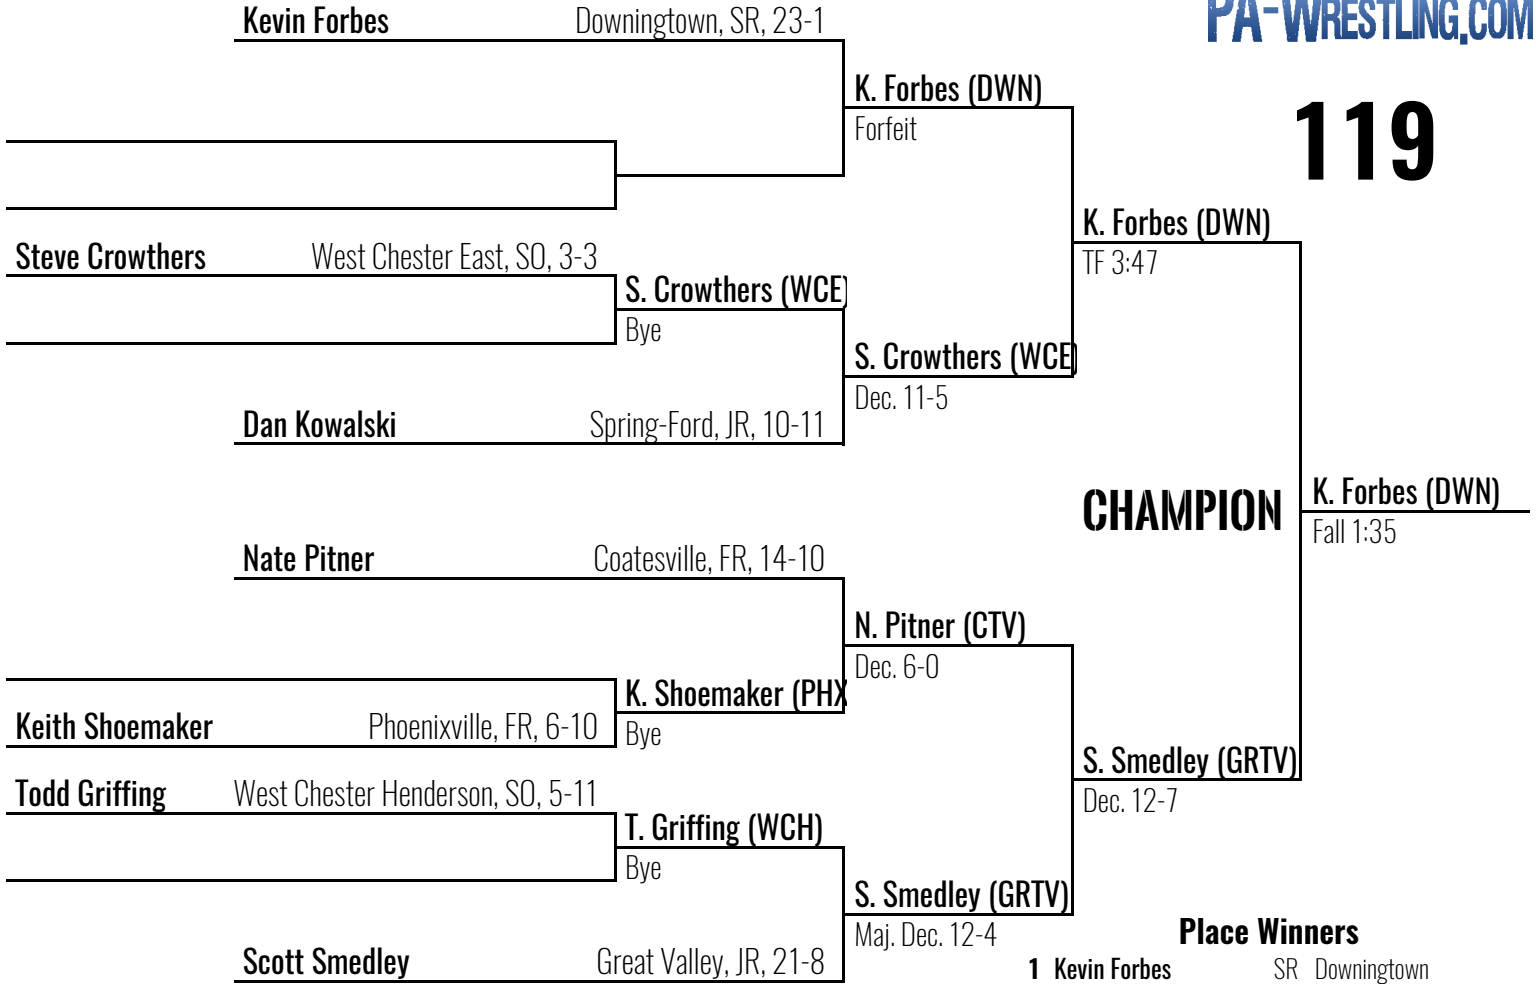 PA-WRESTLING.COM
119
Kevin Forbes Downingtown, SR, 23-1
K. Forbes (DWN)
Forfeit
K. Forbes (DWN)
TF 3:47
Steve Crowthers West Chester East, SO, 3-3
S. Crowthers (WCE)
Bye
S. Crowthers (WCE)
Dec. 11-5
Dan Kowalski Spring-Ford, JR, 10-11
CHAMPION
K. Forbes (DWN)
Fall 1:35
Nate Pitner Coatesville, FR, 14-10
N. Pitner (CTV)
Dec. 6-0
K. Shoemaker (PHX
Bye
Keith Shoemaker Phoenixville, FR, 6-10
S. Smedley (GRTV)
Dec. 12-7
Todd Griffing West Chester Henderson, SO, 5-11
T. Griffing (WCH)
Bye
S. Smedley (GRTV)
Maj. Dec. 12-4
Scott Smedley Great Valley, JR, 21-8
Place Winners
1 Kevin Forbes SR Downingtown